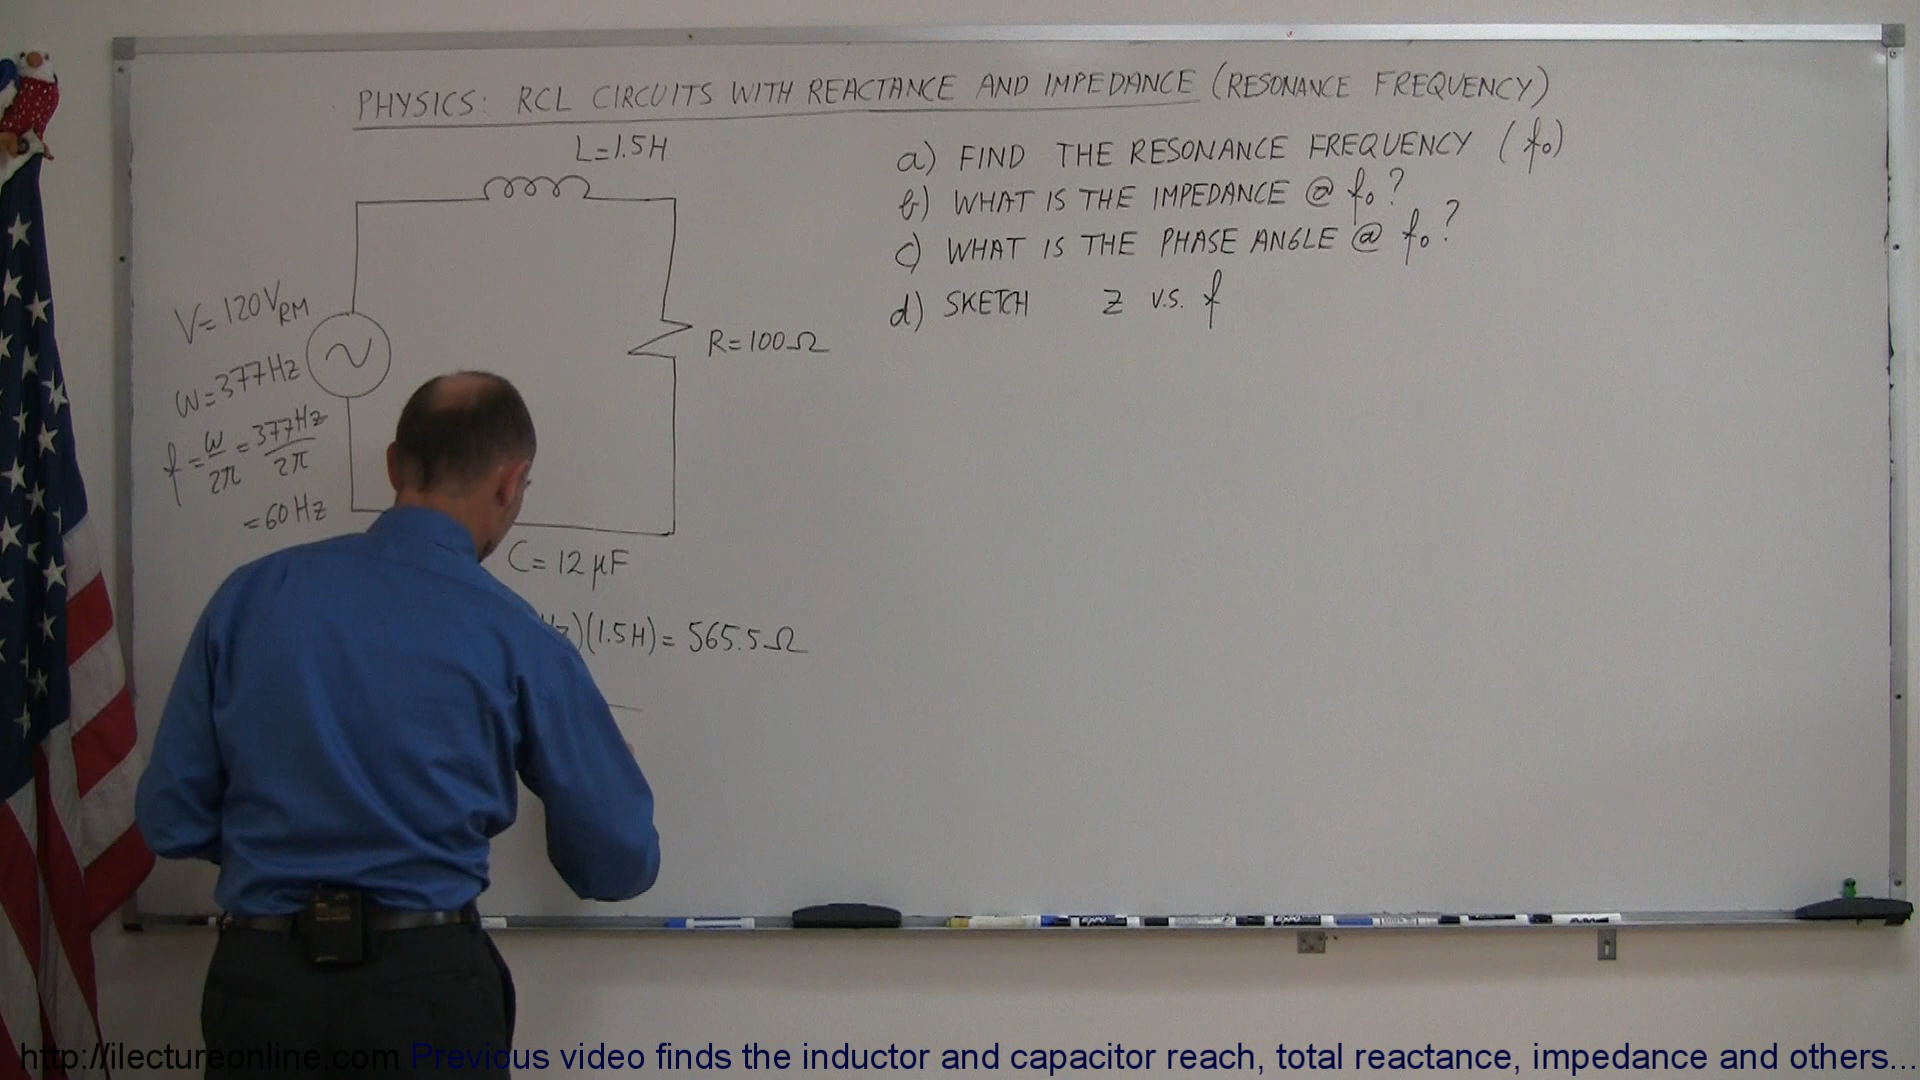 PHYSICS: RCL CIRCUITS WITH REACTANCE AND IMPEDANCE (RESONANCE FREQUENCY)
L=1.5H
V=120V_RM
ω=377Hz
f=ω/2π=377Hz/2π
=60Hz
R=100Ω
C=12μF
z)(1.5H)=565.5Ω
a) FIND THE RESONANCE FREQUENCY (f₀)
b) WHAT IS THE IMPEDANCE @ f₀?
c) WHAT IS THE PHASE ANGLE @ f₀?
d) SKETCH Z V.S. f
http://ilectureonline.com Previous video finds the inductor and capacitor reach, total reactance, impedance and others...